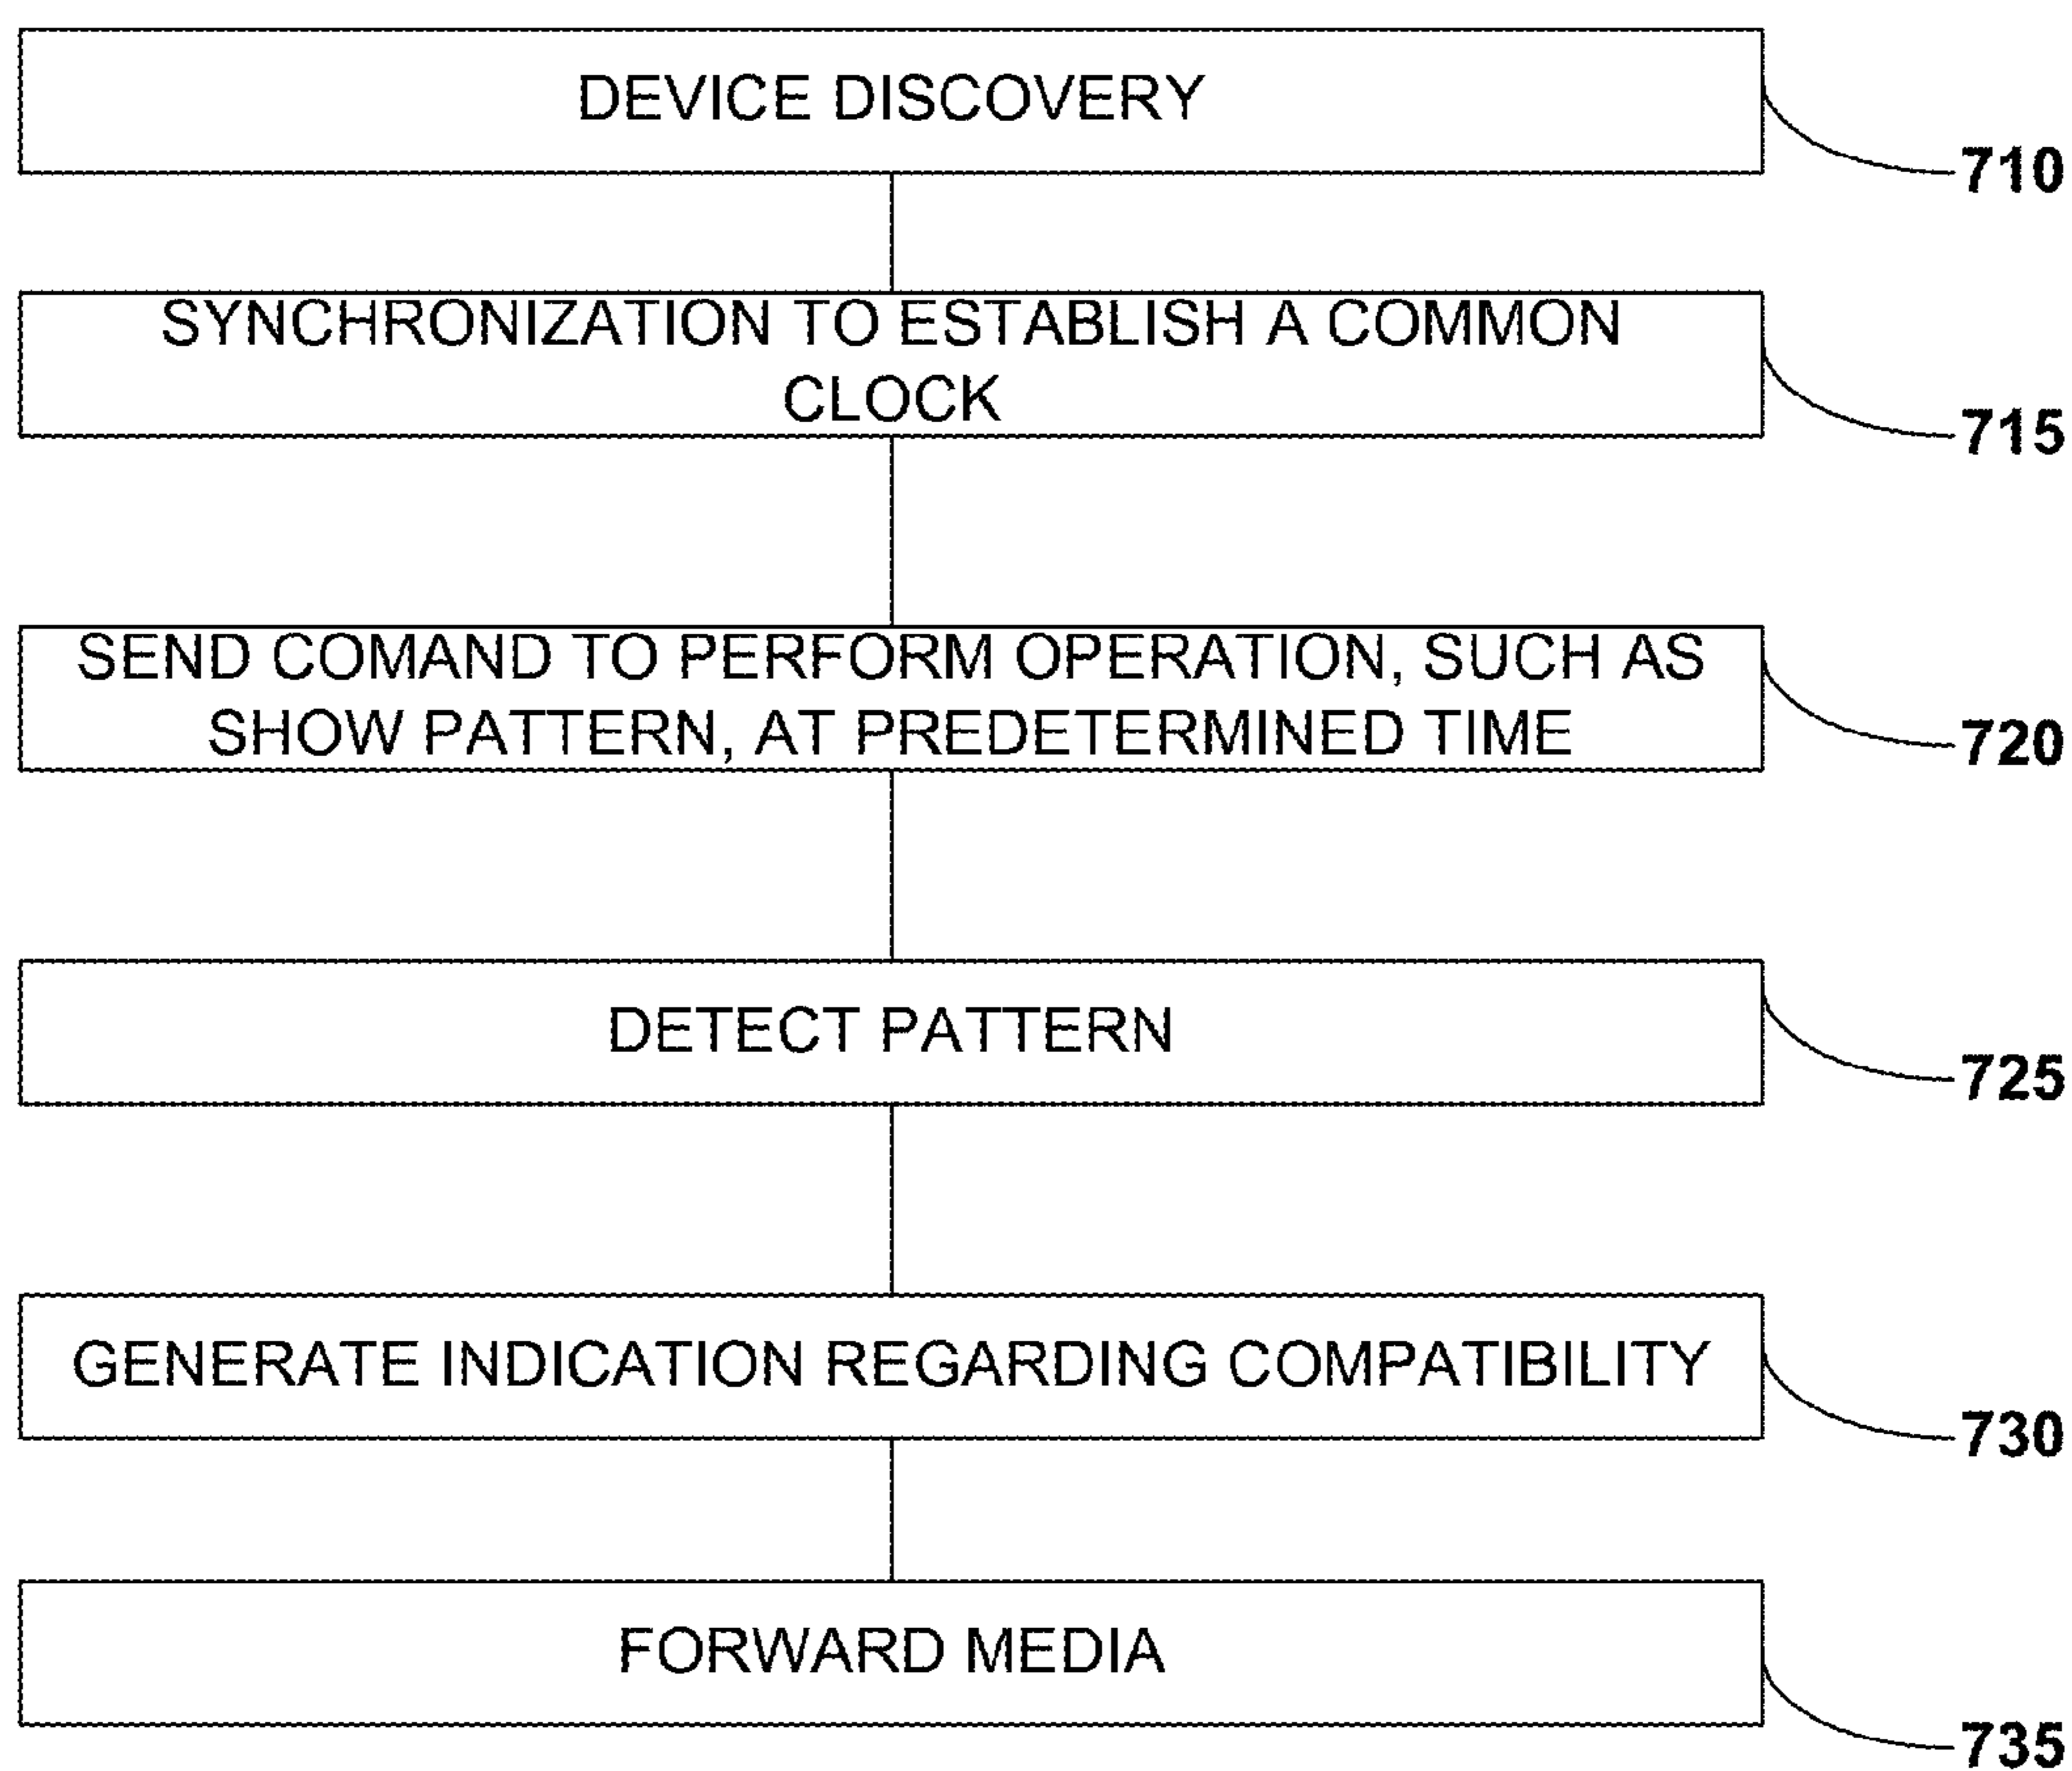 DEVICE DISCOVERY
710
SYNCHRONIZATION TO ESTABLISH A COMMON
CLOCK
715
SEND COMAND TO PERFORM OPERATION, SUCH AS
SHOW PATTERN, AT PREDETERMINED TIME
720
DETECT PATTERN
725
GENERATE INDICATION REGARDING COMPATIBILITY
730
FORWARD MEDIA
735